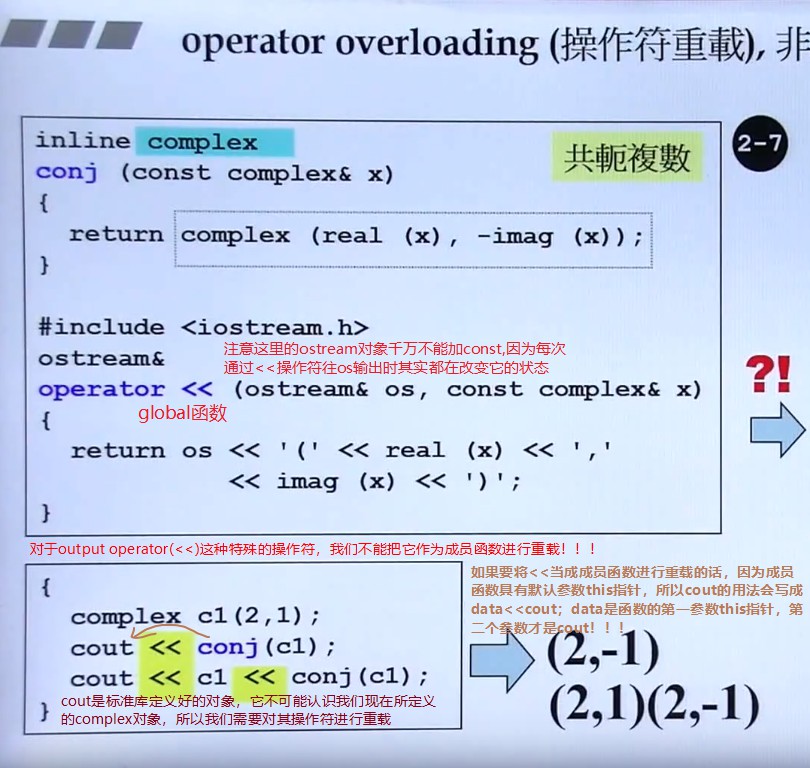 operator overloading (操作符重載), 非
inline complex
共軛複數
2-7
conj (const complex& x)
{
return complex (real (x), -imag (x));
}
#include <iostream.h>
ostream&
注意这里的ostream对象千万不能加const,因为每次
通过<<操作符往os输出时其实都在改变它的状态
operator << (ostream& os, const complex& x)
?!
global函数
{
return os << '(' << real (x) << ','
<< imag (x) << ')';
}
对于output operator(<<)这种特殊的操作符，我们不能把它作为成员函数进行重载！！！
{
complex c1(2,1);
cout << conj(c1);
cout << c1 << conj(c1);
cout是标准库定义好的对象，它不可能认识我们现在所定义
的complex对象，所以我们需要对其操作符进行重载
}
如果要将<<当成成员函数进行重载的话，因为成员
函数具有默认参数this指针，所以cout的用法会写成
data<<cout；data是函数的第一参数this指针，第
二个参数才是cout！！！
(2,-1)
(2,1)(2,-1)